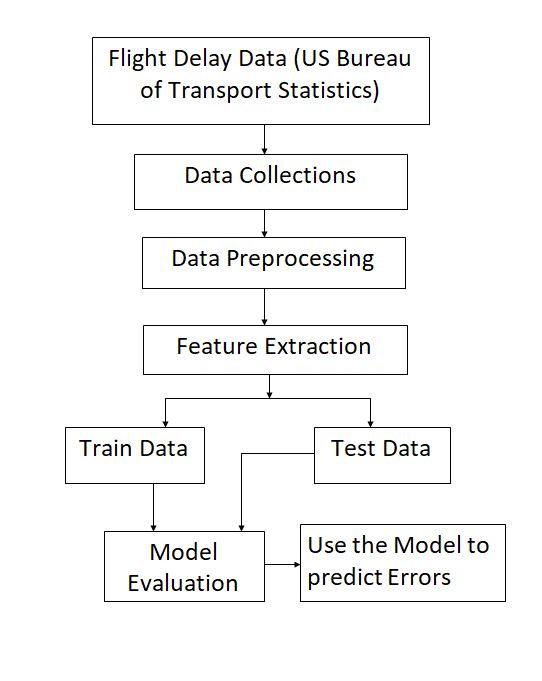 Flight Delay Data (US Bureau
of Transport Statistics)
Data Collections
Data Preprocessing
Feature Extraction
Train Data
Test Data
Model
Evaluation
Use the Model to
predict Errors